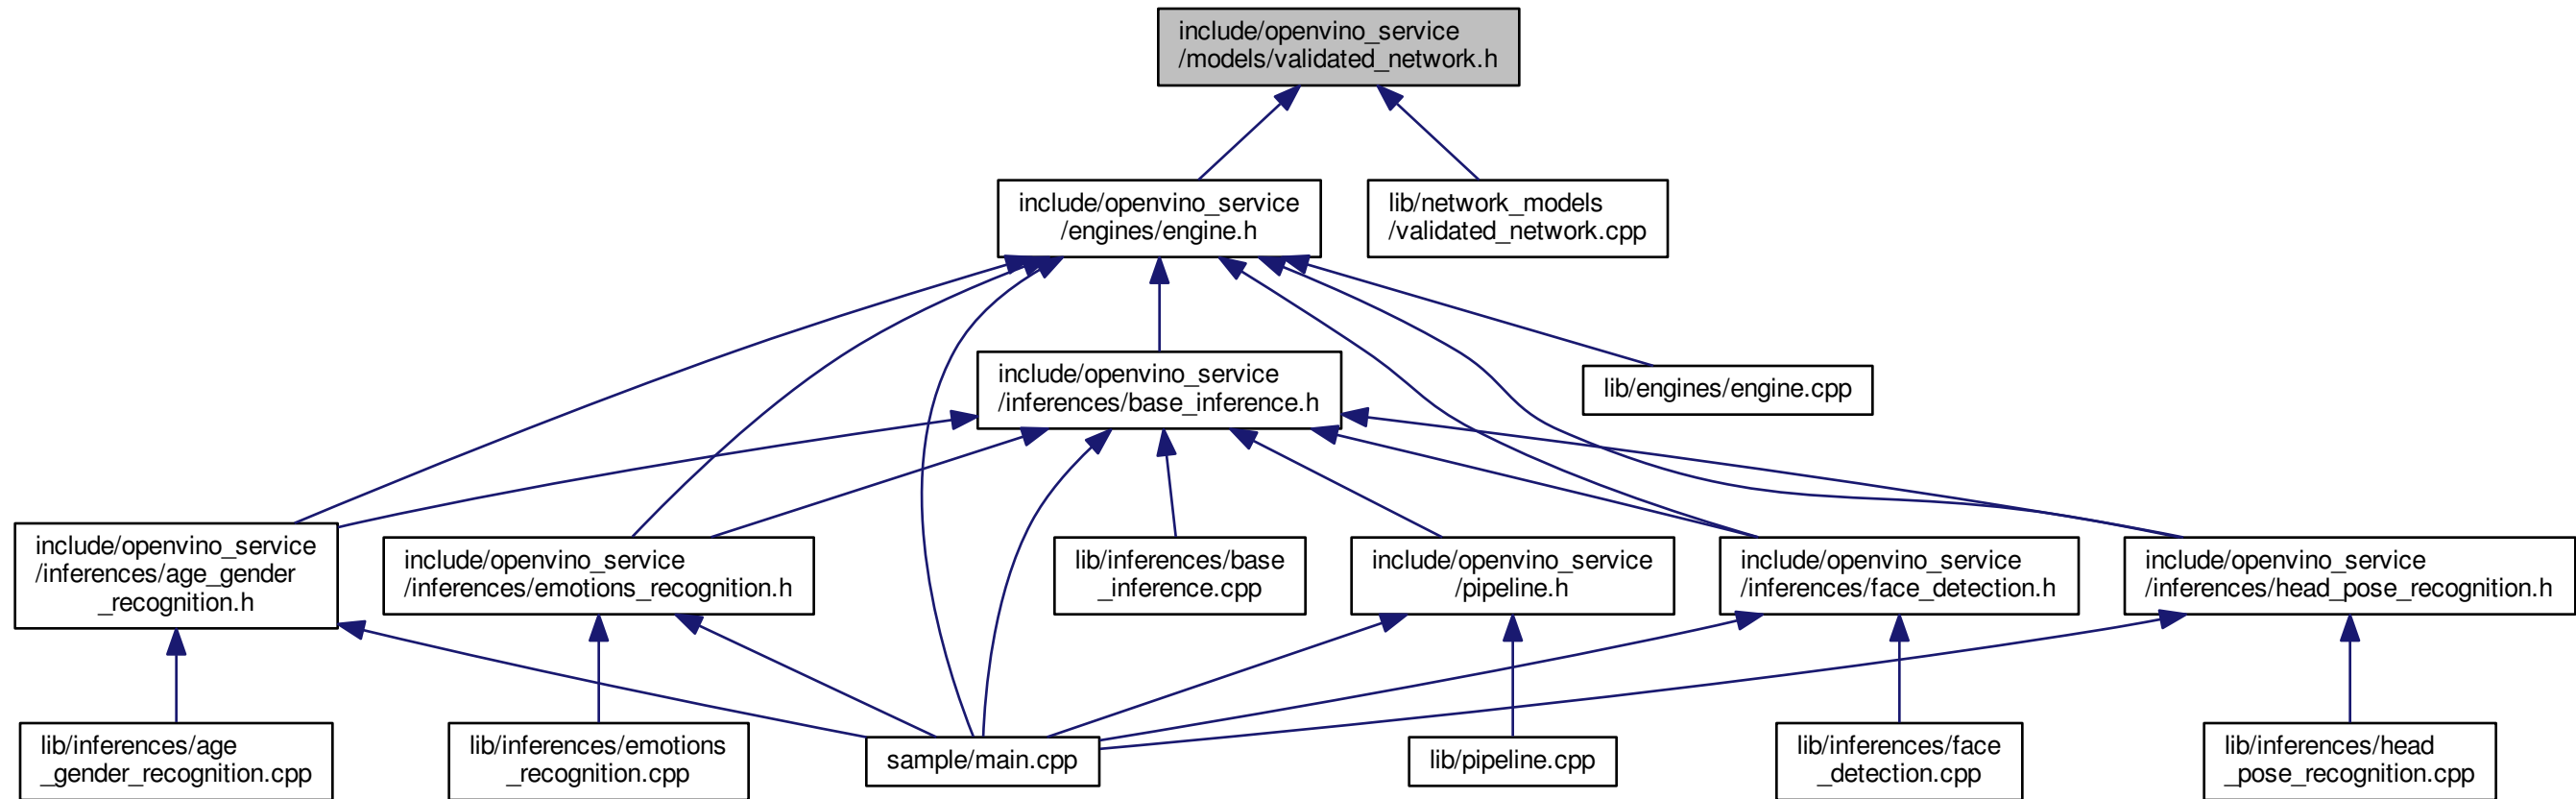 include/openvino_service
/models/validated_network.h
include/openvino_service
/engines/engine.h
lib/network_models
/validated_network.cpp
include/openvino_service
/inferences/base_inference.h
lib/engines/engine.cpp
include/openvino_service
/inferences/age_gender
_recognition.h
include/openvino_service
/inferences/emotions_recognition.h
lib/inferences/base
_inference.cpp
include/openvino_service
/pipeline.h
include/openvino_service
/inferences/face_detection.h
include/openvino_service
/inferences/head_pose_recognition.h
lib/inferences/age
_gender_recognition.cpp
lib/inferences/emotions
_recognition.cpp
sample/main.cpp
lib/pipeline.cpp
lib/inferences/face
_detection.cpp
lib/inferences/head
_pose_recognition.cpp